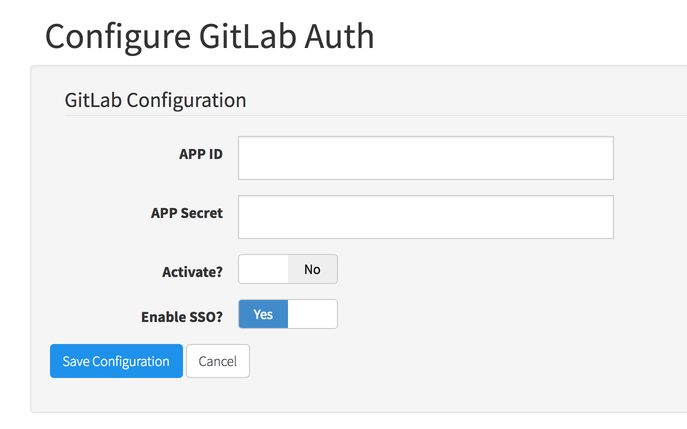 Configure GitLab Auth
GitLab Configuration
APP ID
APP Secret
Activate? No
Enable SSO? Yes
Save Configuration Cancel